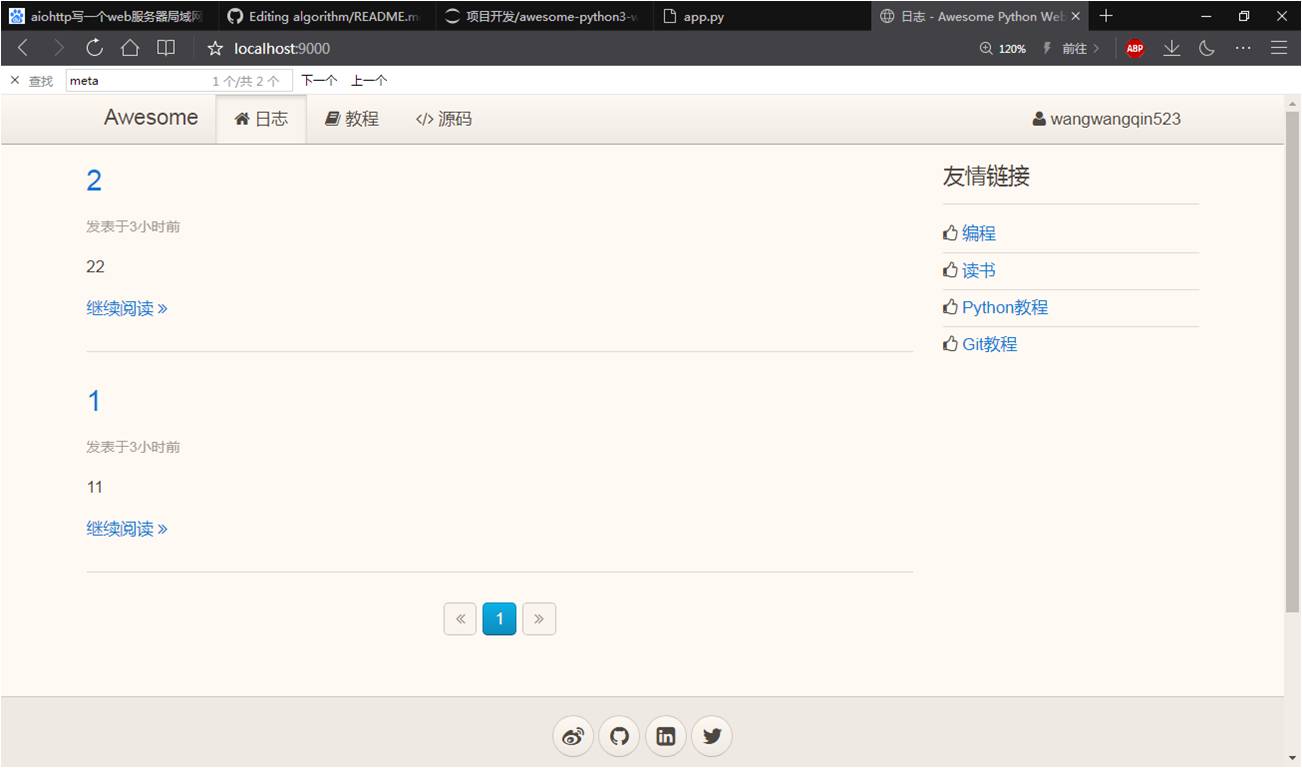 aiohttp写一个web服务器局域网
Editing algorithm/README.m
项目开发/awesome-python3-w
app.py
日志 - Awesome Python Web
localhost:9000
120%
前往
ABP
查找
meta
1 个/共 2 个
下一个
上一个
Awesome
日志
教程
源码
wangwangqin523
2
发表于3小时前
22
继续阅读 »
1
发表于3小时前
11
继续阅读 »
« 1 »
友情链接
编程
读书
Python教程
Git教程